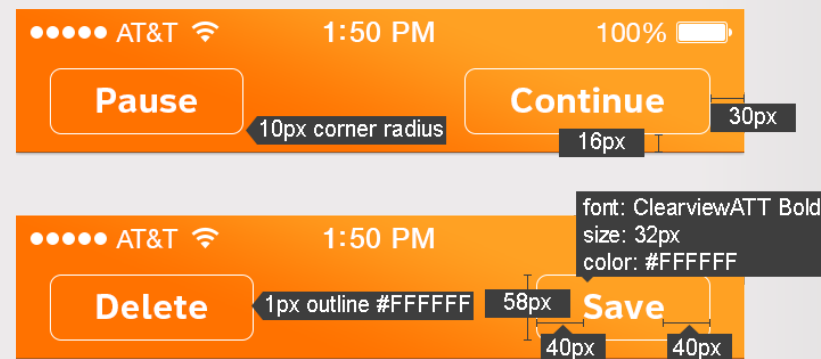 AT&T 1:50 PM 100%
Pause Continue
30px
10px corner radius
16px
font: ClearviewATT Bold
size: 32px
color: #FFFFFF
AT&T 1:50 PM
Delete 1px outline #FFFFFF 58px Save
40px 40px